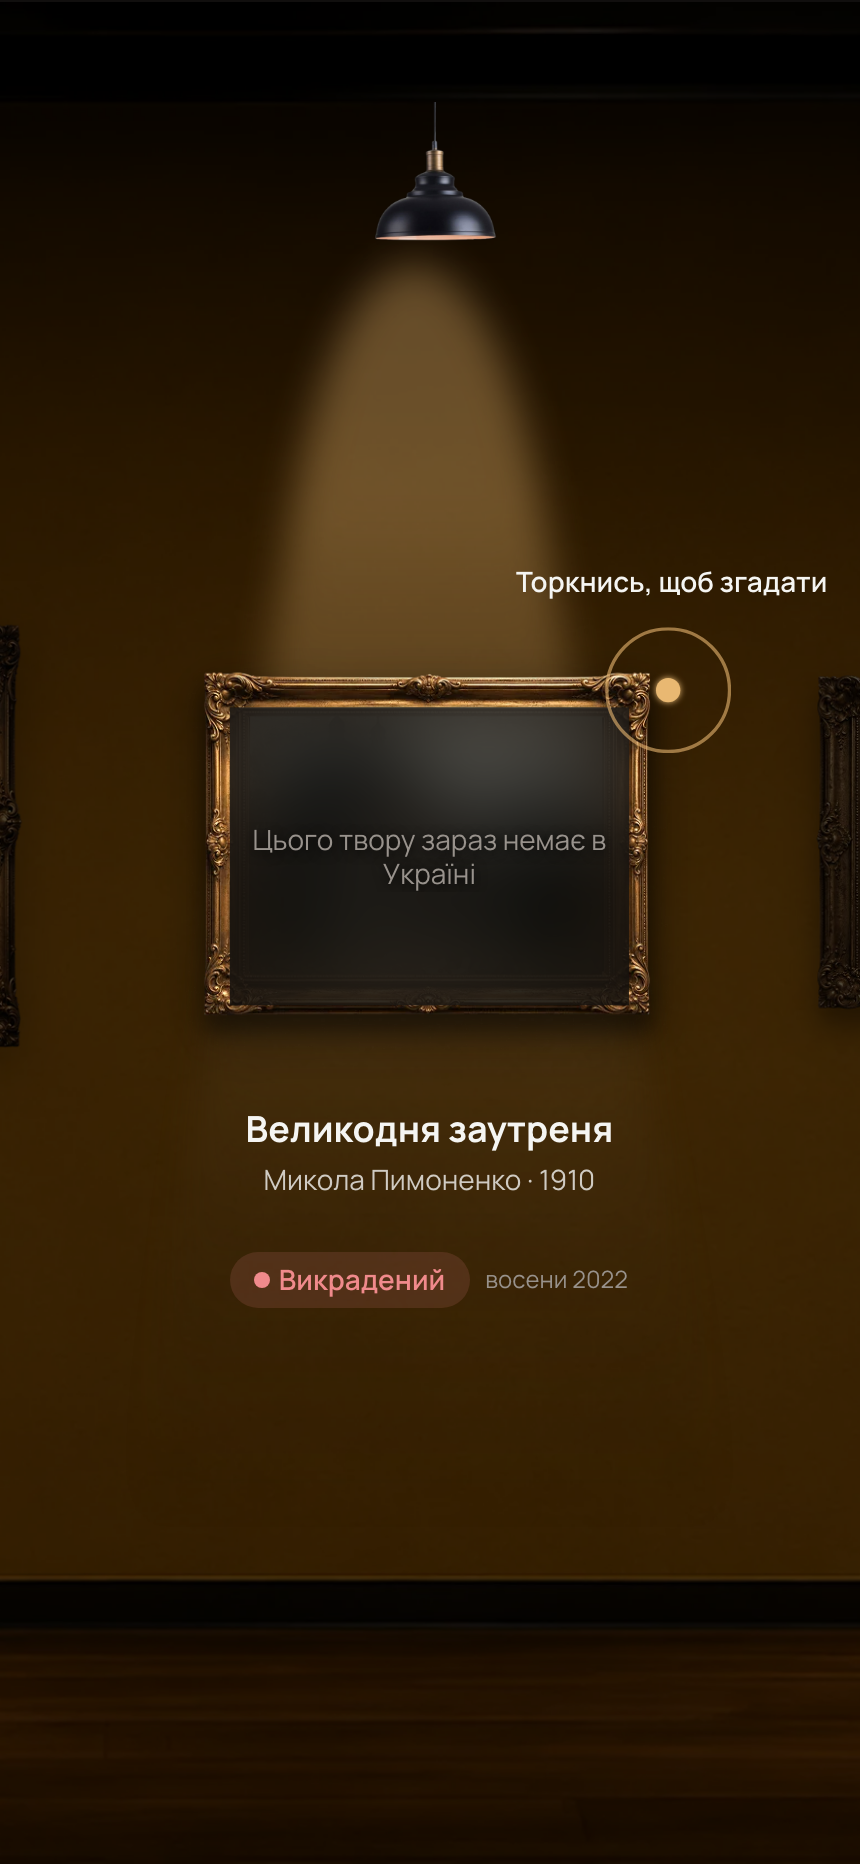 Торкнись, щоб згадати
Цього твору зараз немає в
Україні
Великодня заутреня
Микола Пимоненко · 1910
Викрадений
восени 2022